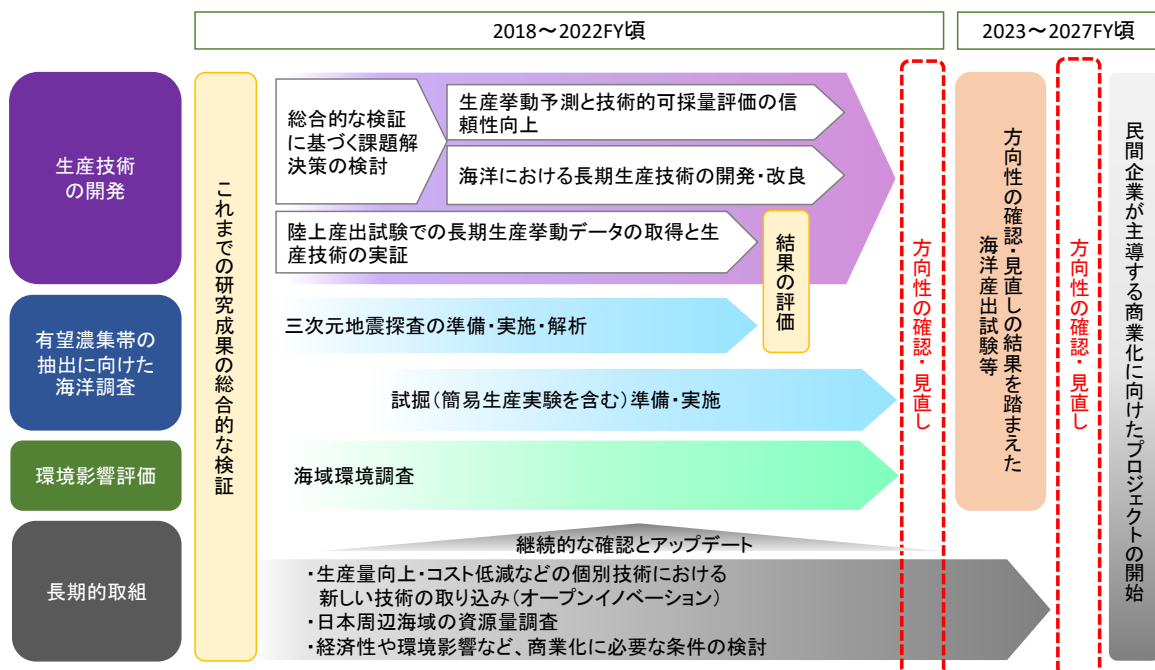 2018～2022FY頃
2023～2027FY頃
生産技術
の開発
有望濃集帯の
抽出に向けた
海洋調査
環境影響評価
長期的取組
これまでの研究成果の総合的な検証
総合的な検証
に基づく課題解
決策の検討
生産挙動予測と技術的可採量評価の信
頼性向上
海洋における長期生産技術の開発・改良
陸上産出試験での長期生産挙動データの取得と生
産技術の実証
結果の評価
三次元地震探査の準備・実施・解析
試掘（簡易生産実験を含む）準備・実施
海域環境調査
継続的な確認とアップデート
・生産量向上・コスト低減などの個別技術における
新しい技術の取り込み（オープンイノベーション）
・日本周辺海域の資源量調査
・経済性や環境影響など、商業化に必要な条件の検討
方向性の確認・見直し
方向性の確認・見直しの結果を踏まえた
海洋産出試験等
方向性の確認・見直し
民間企業が主導する商業化に向けたプロジェクトの開始